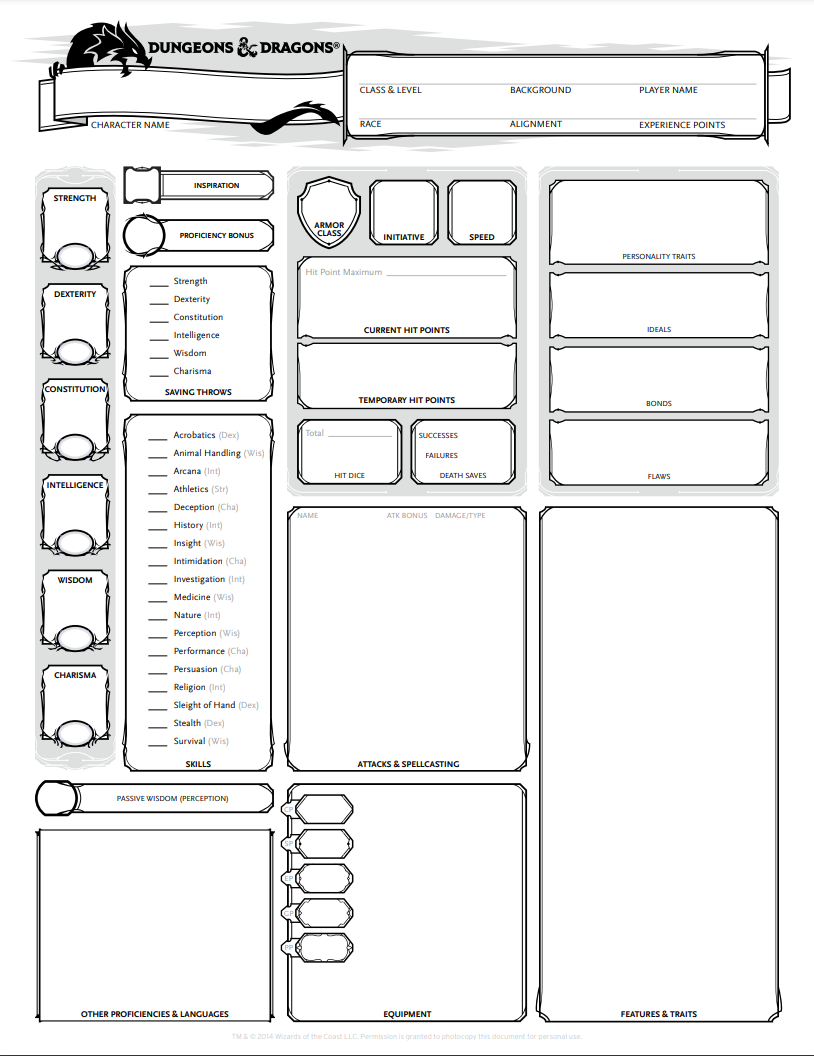 DUNGEONS & DRAGONS®
CHARACTER NAME
CLASS & LEVEL BACKGROUND PLAYER NAME
RACE ALIGNMENT EXPERIENCE POINTS
STRENGTH
DEXTERITY
CONSTITUTION
INTELLIGENCE
WISDOM
CHARISMA
INSPIRATION
PROFICIENCY BONUS
Strength
Dexterity
Constitution
Intelligence
Wisdom
Charisma
SAVING THROWS
Acrobatics (Dex)
Animal Handling (Wis)
Arcana (Int)
Athletics (Str)
Deception (Cha)
History (Int)
Insight (Wis)
Intimidation (Cha)
Investigation (Int)
Medicine (Wis)
Nature (Int)
Perception (Wis)
Performance (Cha)
Persuasion (Cha)
Religion (Int)
Sleight of Hand (Dex)
Stealth (Dex)
Survival (Wis)
SKILLS
PASSIVE WISDOM (PERCEPTION)
OTHER PROFICIENCIES & LANGUAGES
ARMOR
CLASS
INITIATIVE
SPEED
Hit Point Maximum
CURRENT HIT POINTS
TEMPORARY HIT POINTS
Total
HIT DICE
SUCCESSES
FAILURES
DEATH SAVES
NAME ATK BONUS DAMAGE/TYPE
ATTACKS & SPELLCASTING
CP
SP
EP
GP
PP
EQUIPMENT
PERSONALITY TRAITS
IDEALS
BONDS
FLAWS
FEATURES & TRAITS
TM & © 2014 Wizards of the Coast LLC. Permission is granted to photocopy this document for personal use.